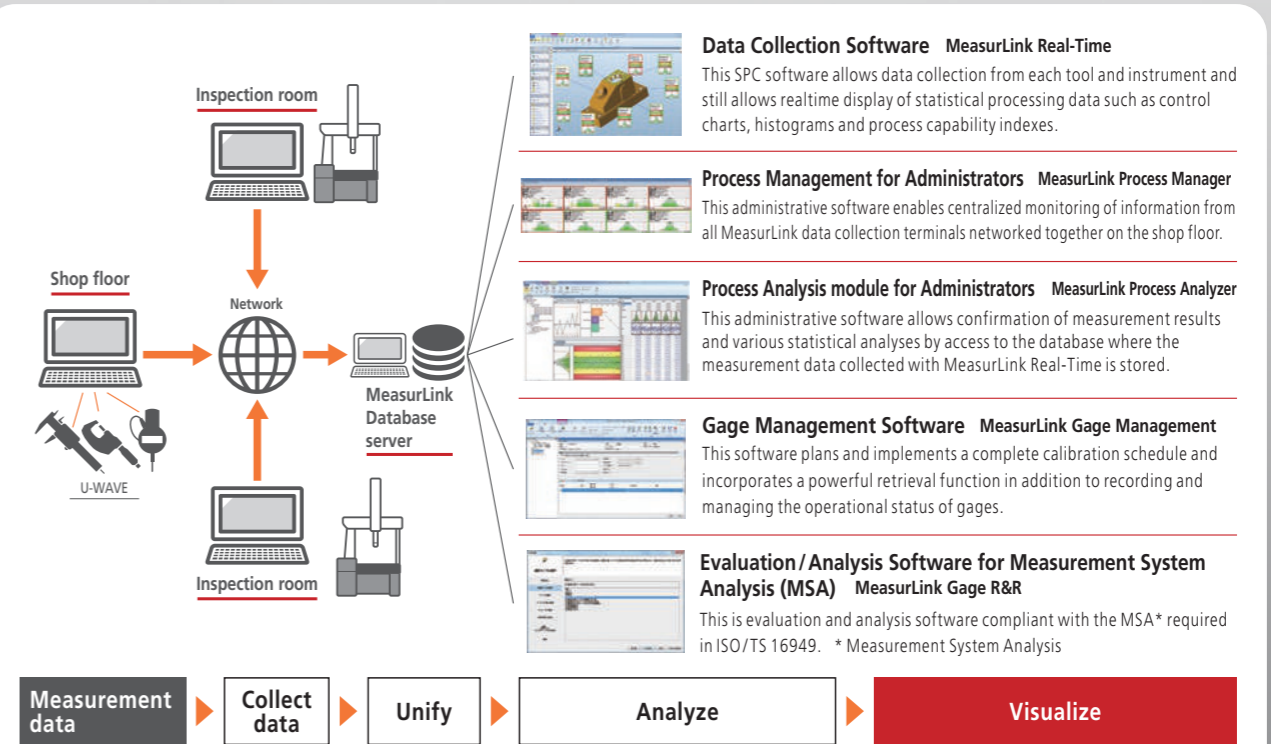 Inspection room
Shop floor
Network
U-WAVE
MeasurLink
Database
server
Inspection room
Data Collection Software MeasurLink Real-Time
This SPC software allows data collection from each tool and instrument and
still allows realtime display of statistical processing data such as control
charts, histograms and process capability indexes.
Process Management for Administrators MeasurLink Process Manager
This administrative software enables centralized monitoring of information from
all MeasurLink data collection terminals networked together on the shop floor.
Process Analysis module for Administrators MeasurLink Process Analyzer
This administrative software allows confirmation of measurement results
and various statistical analyses by access to the database where the
measurement data collected with MeasurLink Real-Time is stored.
Gage Management Software MeasurLink Gage Management
This software plans and implements a complete calibration schedule and
incorporates a powerful retrieval function in addition to recording and
managing the operational status of gages.
Evaluation/Analysis Software for Measurement System
Analysis (MSA) MeasurLink Gage R&R
This is evaluation and analysis software compliant with the MSA* required
in ISO/TS 16949. * Measurement System Analysis
Measurement
data
Collect
data
Unify
Analyze
Visualize